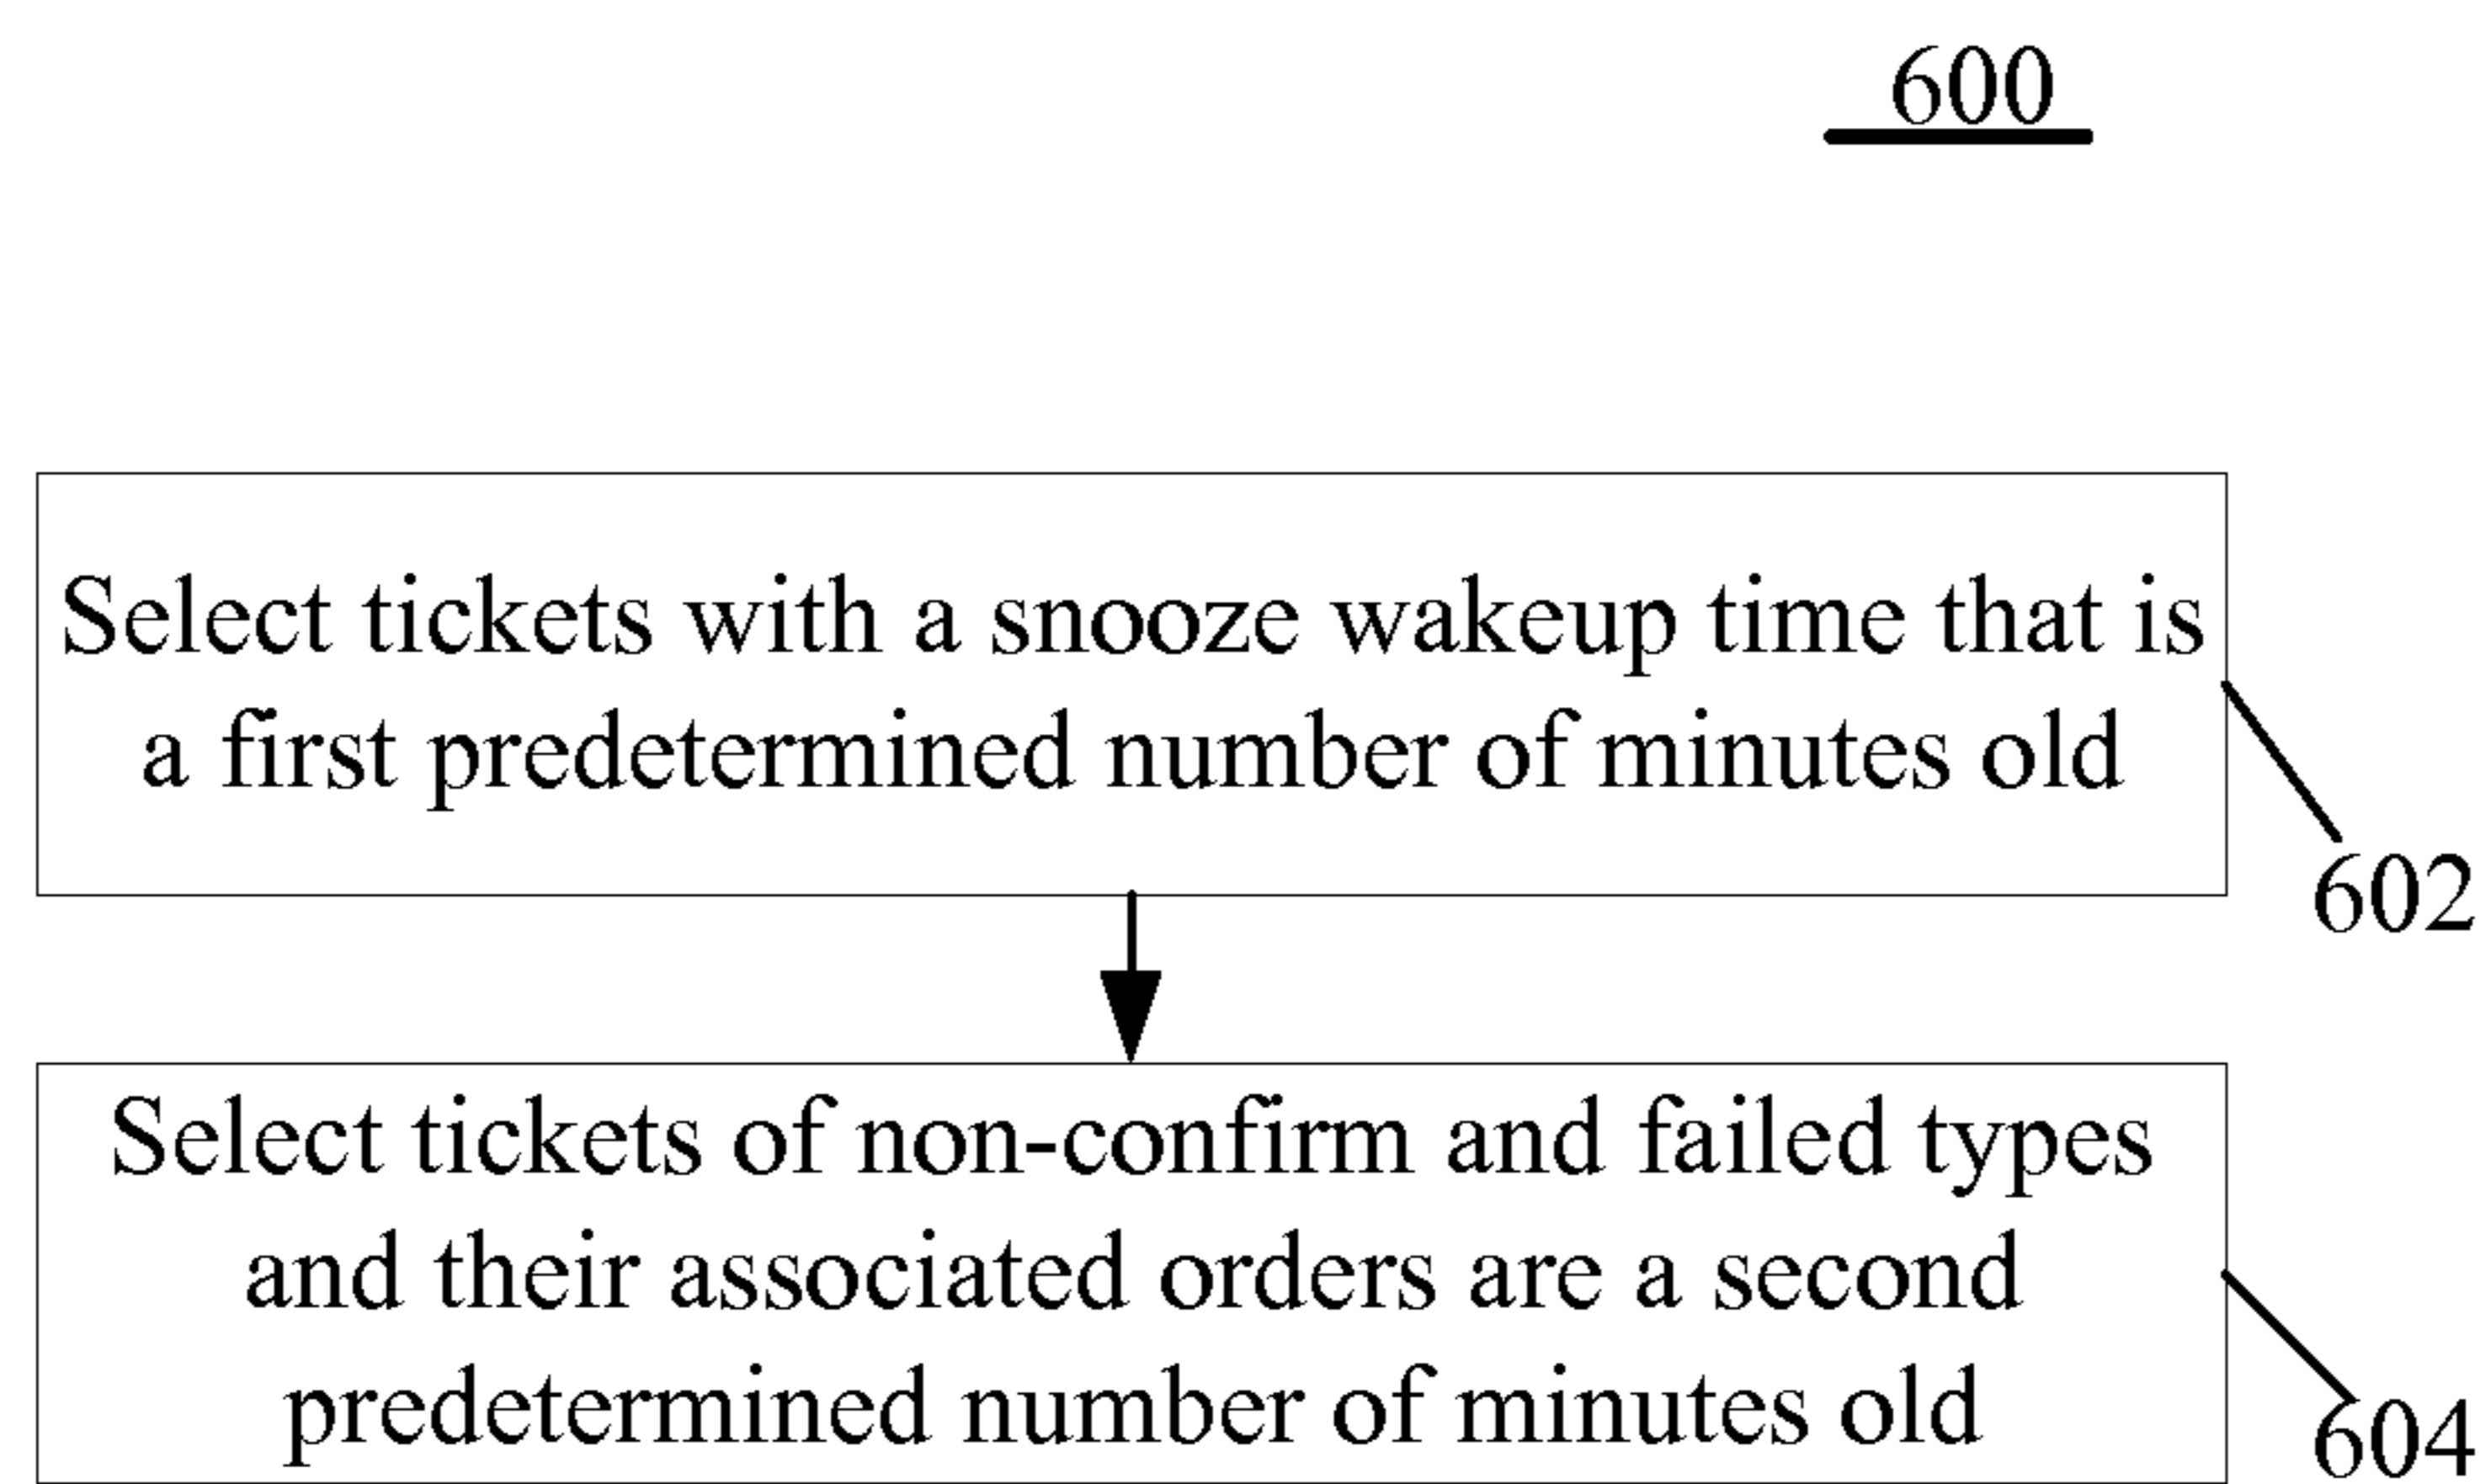 600
Select tickets with a snooze wakeup time that is
a first predetermined number of minutes old
602
Select tickets of non-confirm and failed types
and their associated orders are a second
predetermined number of minutes old
604